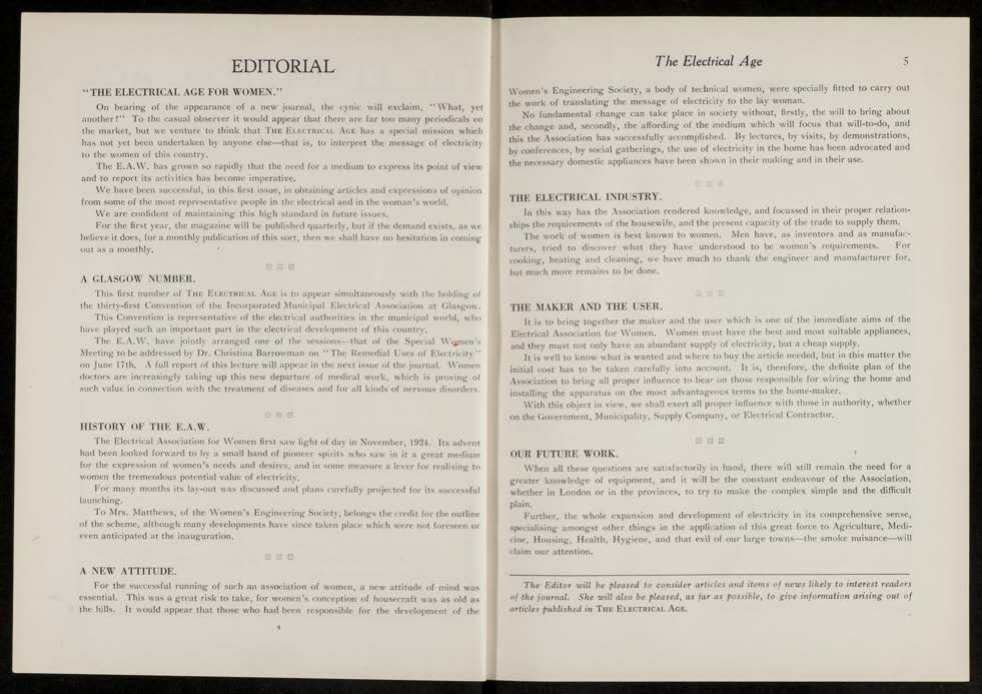 EDITORIAL
"THE ELECTRICAL AGE FOR WOMEN."
On hearing of the appearance of a new journal, the cynic will exclaim, "What, yet
another!" To the casual observer it would appear that there are far too many periodicals on
the market, but we venture to think that THE ELECTRICAL AGE has a special mission which
has not yet been undertaken by anyone else—that is, to interpret the message of electricity
to the women of this country.
The E.A.W. has grown so rapidly that the need for a medium to express its point of view
and to report its activities has become imperative.
We have been successful, in this first issue, in obtaining articles and expressions of opinion
from some of the most representative people in the electrical and in the woman's world.
We are confident of maintaining this high standard in future issues.
For the first year, the magazine will be published quarterly, but if the demand exists, as we
believe it does, for a monthly publication of this sort, then we shall have no hesitation in coming
out as a monthly.
A GLASGOW NUMBER.
This first number of THE ELECTRICAL AGE is to appear simultaneously with the holding of
the thirty-first Convention of the Incorporated Municipal Electrical Association at Glasgow.
This Convention is representative of the electrical authorities in the municipal world, who
have played such an important part in the electrical development of this country.
The E.A.W. have jointly arranged one of the sessions—that of the Special Women's
Meeting to be addressed by Dr. Christina Barrowman on "The Remedial Uses of Electricity"
on June 17th. A full report of this lecture will appear in the next issue of the journal. Women
doctors are increasingly taking up this new departure of medical work, which is proving of
such value in connection with the treatment of diseases and for all kinds of nervous disorders.
HISTORY OF THE E.A.W.
The Electrical Association for Women first saw light of day in November, 1924. Its advent
had been looked forward to by a small band of pioneer spirits who saw in it a great medium
for the expression of women's needs and desires, and in some measure a lever for realising to
women the tremendous potential value of electricity.
For many months its lay-out was discussed and plans carefully projected for its successful
launching.
To Mrs. Matthews, of the Women's Engineering Society, belongs the credit for the outline
of the scheme, although many developments have since taken place which were not foreseen or
even anticipated at the inauguration.
A NEW ATTITUDE.
For the successful running of such an association of women, a new attitude of mind was
essential. This was a great risk to take, for women's conception of housecraft was as old as
the hills. It would appear that those who had been responsible for the development of the
4
The Electrical Age 5
Women's Engineering Society, a body of technical women, were specially fitted to carry out
the work of translating the message of electricity to the lay woman.
No fundamental change can take place in society without, firstly, the will to bring about
the change and, secondly, the affording of the medium which will focus that will-to-do, and
this the Association has successfully accomplished. By lectures, by visits, by demonstrations,
by conferences, by social gatherings, the use of electricity in the home has been advocated and
the necessary domestic appliances have been shown in their making and in their use.
THE ELECTRICAL INDUSTRY.
In this way has the Association rendered knowledge, and focussed in their proper relation-
ships the requirements of the housewife, and the present capacity of the trade to supply them.
The work of women is best known to women. Men have, as inventors and as manufac-
turers, tried to discover what they have understood to be women's requirements. For
cooking, heating and cleaning, we have much to thank the engineer and manufacturer for,
but much more remains to be done.
THE MAKER AND THE USER.
It is to bring together the maker and the user which is one of the immediate aims of the
Electrical Association for Women. Women must have the best and most suitable appliances,
and they must not only have an abundant supply of electricity, but a cheap supply.
It is well to know what is wanted and where to buy the article needed, but in this matter the
initial cost has to be taken carefully into account. It is, therefore, the definite plan of the
Association to bring all proper influence to bear on those responsible for wiring the home and
installing the apparatus on the most advantageous terms to the home-maker.
With this object in view, we shall exert all proper influence with those in authority, whether
on the Government, Municipality, Supply Company, or Electrical Contractor.
OUR FUTURE WORK.
When all these questions are satisfactorily in hand, there will still remain the need for a
greater knowledge of equipment, and it will be the constant endeavour of the Association,
whether in London or in the provinces, to try to make the complex simple and the difficult
plain.
Further, the whole expansion and development of electricity in its comprehensive sense,
specialising amongst other things in the application of this great force to Agriculture, Medi-
cine, Housing, Health, Hygiene, and that evil of our large towns—the smoke nuisance—will
claim our attention.
The Editor will be pleased to consider articles and items of news likely to interest readers
of the journal. She will also be pleased, as far as possible, to give information arising out of
articles published in THE ELECTRICAL AGE.